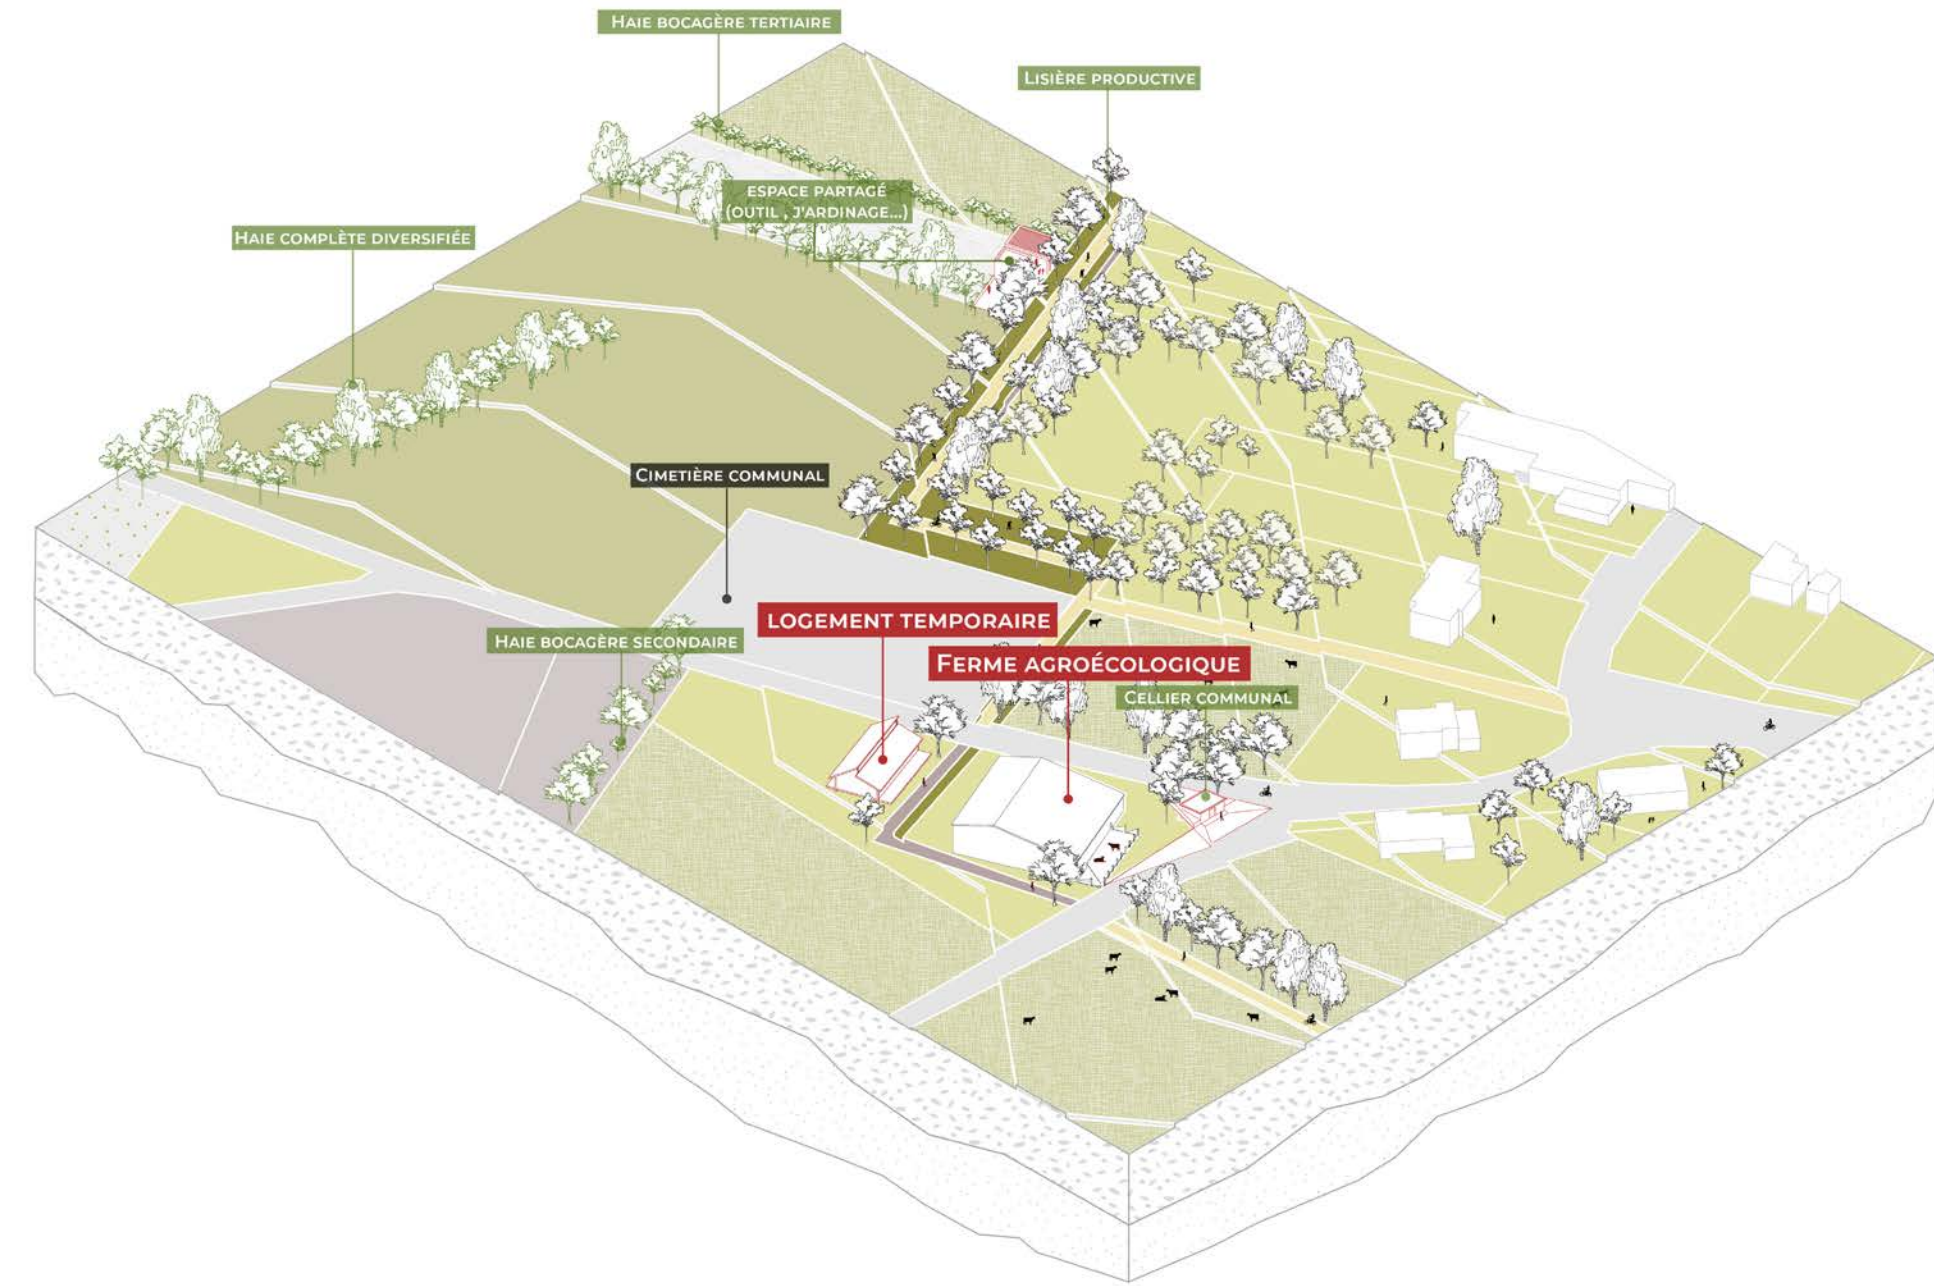 HAIE BOCAGÈRE TERTIAIRE
LISIÈRE PRODUCTIVE
ESPACE PARTAGÉ
(OUTIL , J'ARDINAGE...)
HAIE COMPLÈTE DIVERSIFIÉE
CIMETIÈRE COMMUNAL
LOGEMENT TEMPORAIRE
HAIE BOCAGÈRE SECONDAIRE
FERME AGROÉCOLOGIQUE
CELLIER COMMUNAL